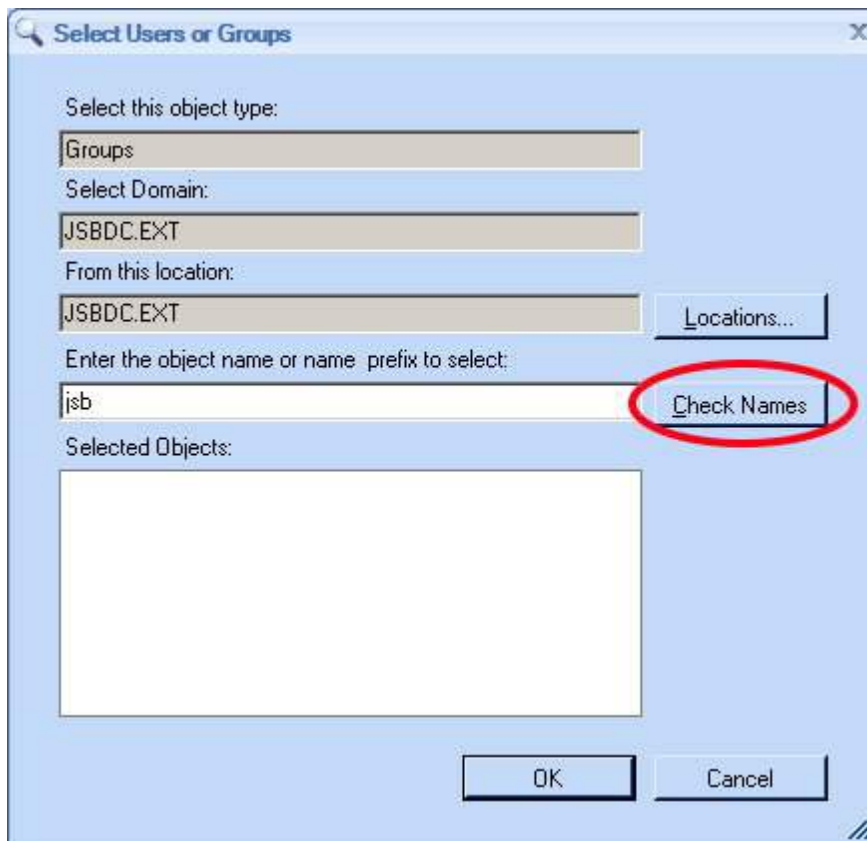 Select Users or Groups
Select this object type:
Groups
Select Domain:
JSBDC.EXT
From this location:
JSBDC.EXT
Locations...
Enter the object name or name prefix to select:
jsb
Check Names
Selected Objects:
OK
Cancel